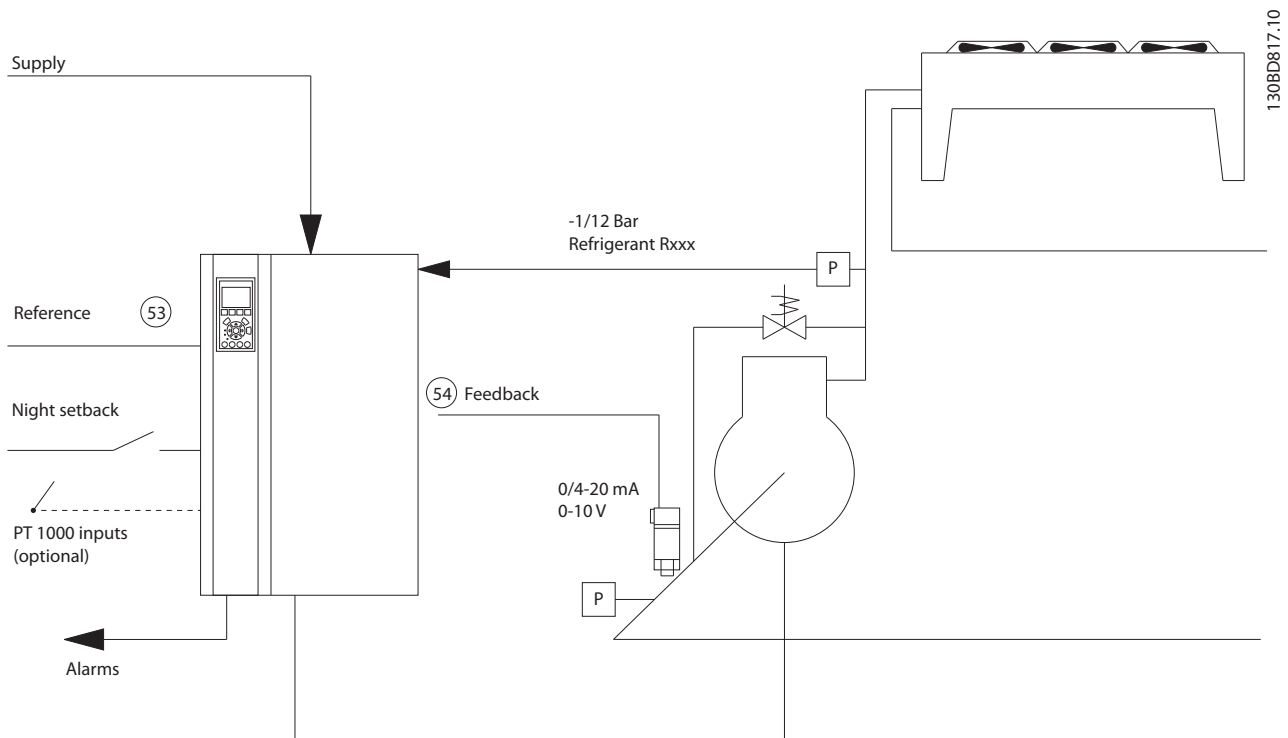 Supply
130BD817.10
-1/12 Bar
Refrigerant Rxxx
P
Reference
53
54 Feedback
Night setback
0/4-20 mA
0-10 V
PT 1000 inputs
(optional)
P
Alarms